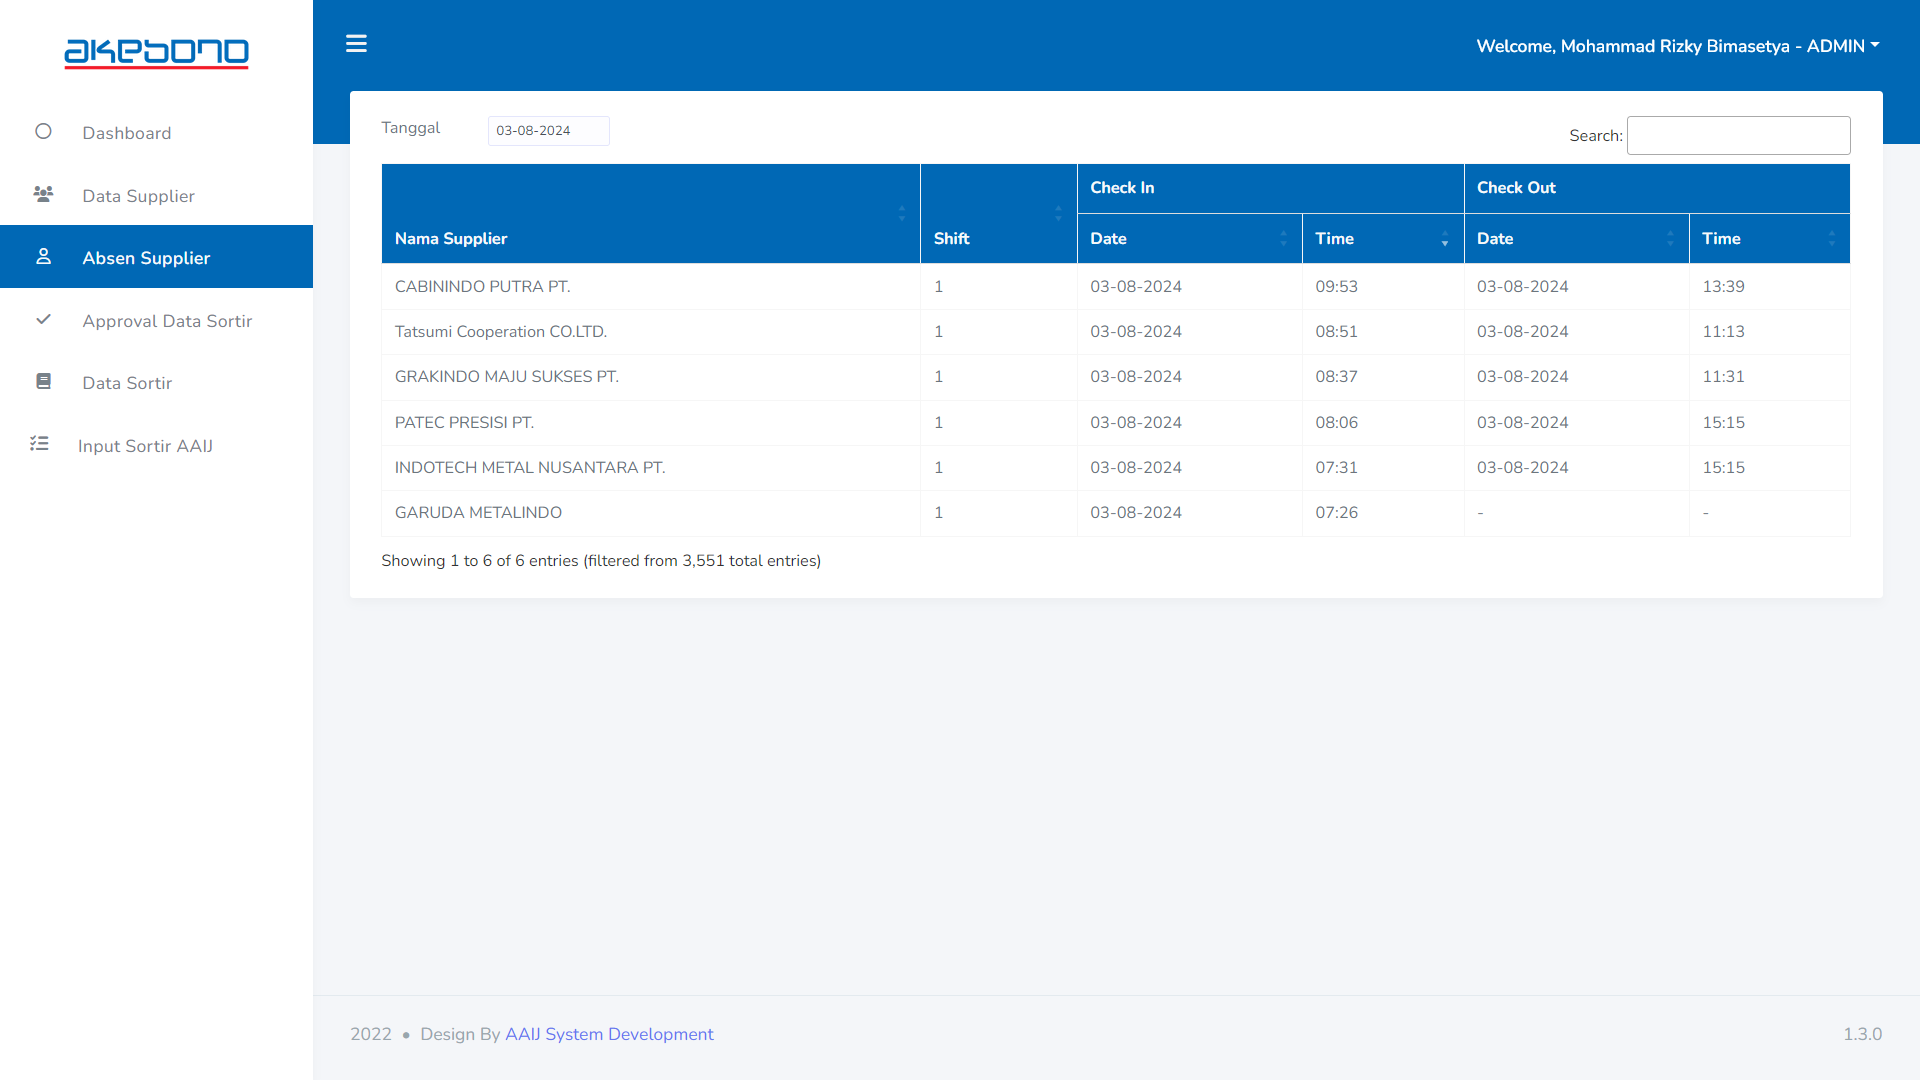 akebono
Welcome, Mohammad Rizky Bimasetya - ADMIN
Dashboard
Data Supplier
Absen Supplier
Approval Data Sortir
Data Sortir
Input Sortir AAIJ
Tanggal 03-08-2024 Search:
Check In Check Out
Nama Supplier Shift Date Time Date Time
CABININDO PUTRA PT. 1 03-08-2024 09:53 03-08-2024 13:39
Tatsumi Cooperation CO.LTD. 1 03-08-2024 08:51 03-08-2024 11:13
GRAKINDO MAJU SUKSES PT. 1 03-08-2024 08:37 03-08-2024 11:31
PATEC PRESISI PT. 1 03-08-2024 08:06 03-08-2024 15:15
INDOTECH METAL NUSANTARA PT. 1 03-08-2024 07:31 03-08-2024 15:15
GARUDA METALINDO 1 03-08-2024 07:26 - -
Showing 1 to 6 of 6 entries (filtered from 3,551 total entries)
2022 • Design By AAIJ System Development 1.3.0